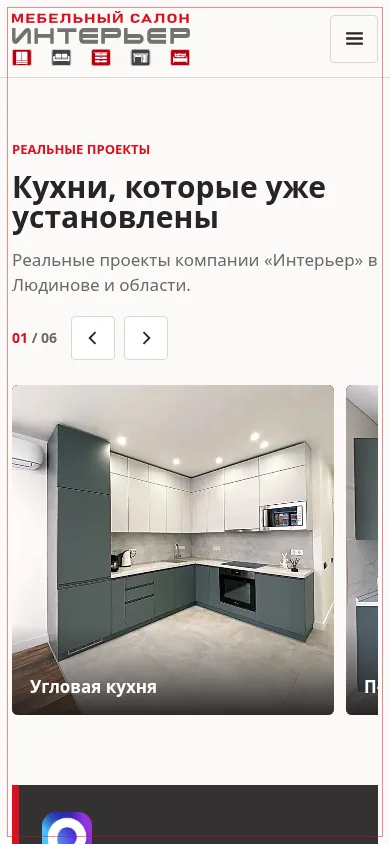 МЕБЕЛЬНЫЙ САЛОН
ИНТЕРЬЕР
РЕАЛЬНЫЕ ПРОЕКТЫ
Кухни, которые уже
установлены
Реальные проекты компании «Интерьер» в
Людинове и области.
01 / 06
Угловая кухня